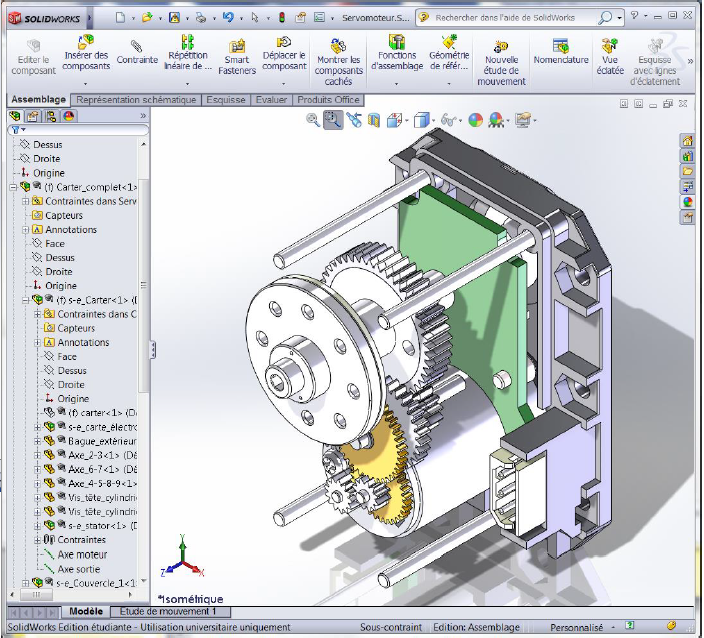 SOLIDWORKS
Servomoteur.S...
Rechercher dans l'aide de SolidWorks
Editer le composant
Insérer des composants
Contrainte
Répétition linéaire de ...
Smart Fasteners
Déplacer le composant
Montrer les composants cachés
Fonctions d'assemblage
Géométrie de référ...
Nouvelle étude de mouvement
Nomenclature
Vue éclatée
Esquisse avec lignes d'éclatement
Assemblage Représentation schématique Esquisse Evaluer Produits Office
Dessus
Droite
Origine
(f) Carter_complet<1>
Contraintes dans Serv
Capteurs
Annotations
Face
Dessus
Droite
Origine
(f) s-e_Carter<1> (D
Contraintes dans C
Capteurs
Annotations
Face
Dessus
Droite
Origine
(f) carter<1> (D
s-e_carte_électro
Bague_extérieur
Axe_2-3<1> (Dé
Axe_6-7<1> (Dé
Axe_4-5-8-9<1>
Vis_tête_cylindri
Vis_tête_cylindri
s-e_stator<1> (D
Contraintes
Axe moteur
Axe sortie
s-e_Couvercle_1<1
Y
Z
X
*Isométrique
Modèle Etude de mouvement 1
SolidWorks Edition étudiante - Utilisation universitaire uniquement Sous-contraint Edition: Assemblage Personnalisé -